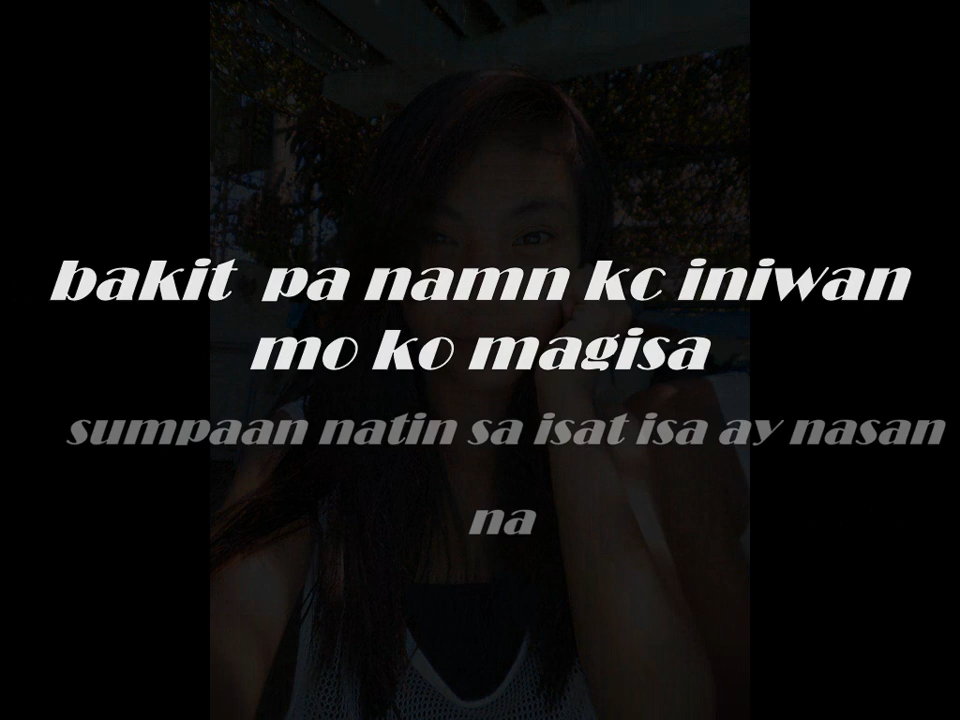 bakit pa namn kc iniwan
mo ko magisa
sumpaan natin sa isat isa ay nasan
na